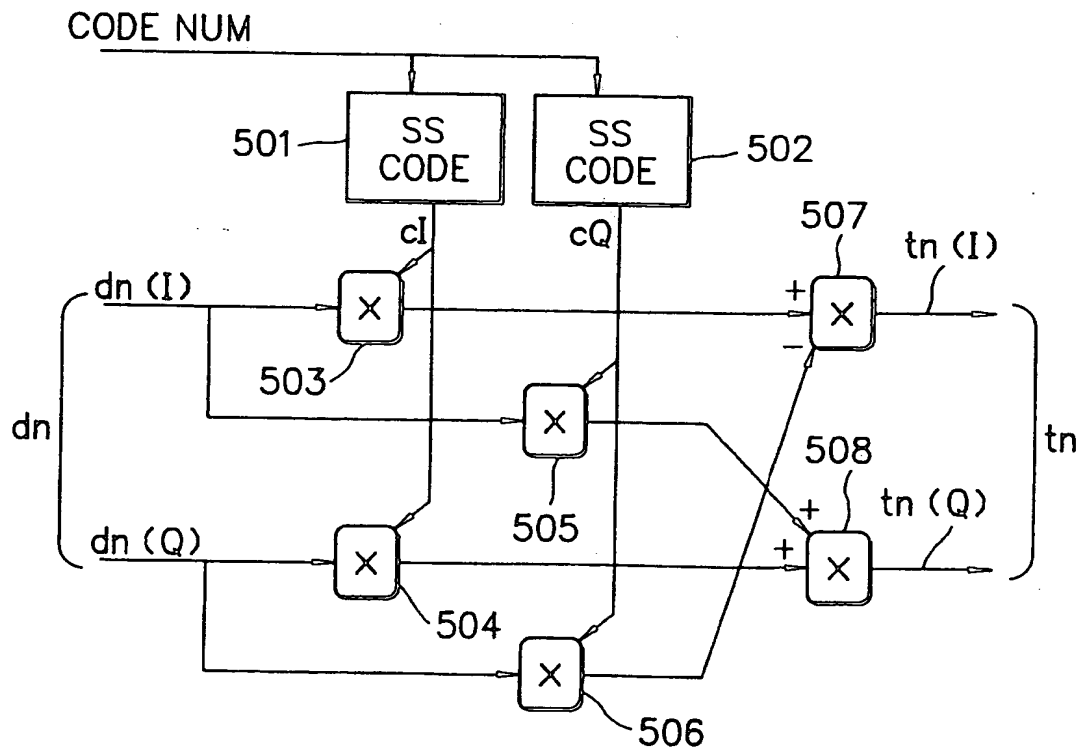 CODE NUM
501
SS
CODE
SS
CODE
502
cI
cQ
507
tn (I)
dn (I)
×
+
×
−
503
dn
×
tn
508
505
+
tn (Q)
dn (Q)
×
+
×
504
×
506